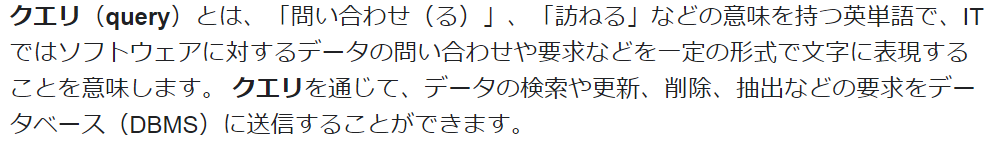 クエリ（query）とは、「問い合わせ（る）」、「訪ねる」などの意味を持つ英単語で、IT
ではソフトウェアに対するデータの問い合わせや要求などを一定の形式で文字に表現する
ことを意味します。 クエリを通じて、データの検索や更新、削除、抽出などの要求をデー
タベース（DBMS）に送信することができます。